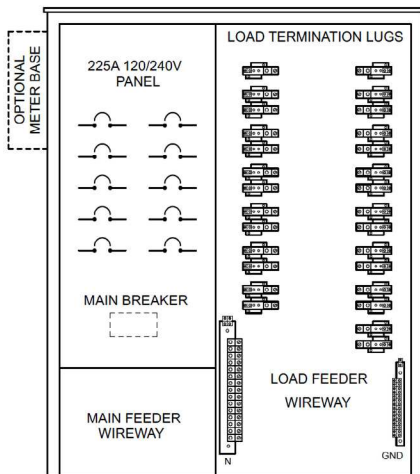 OPTIONAL
METER BASE
225A 120/240V
PANEL
MAIN BREAKER
MAIN FEEDER
WIREWAY
LOAD TERMINATION LUGS
LOAD FEEDER
WIREWAY
N
GND